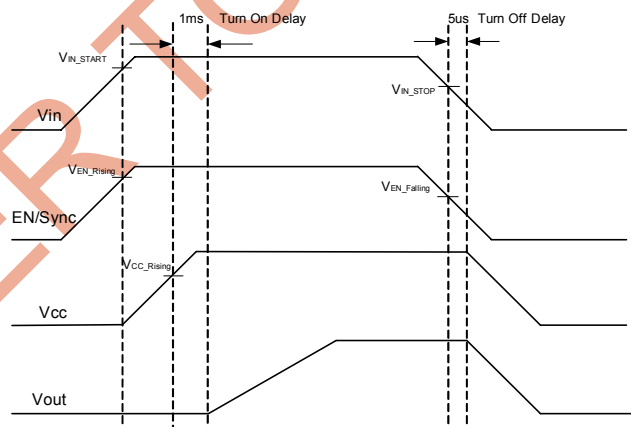 1ms Turn On Delay
5us Turn Off Delay
VIN_START
VIN_STOP
Vin
VEN_Rising
VEN_Falling
EN/Sync
VCC_Rising
Vcc
Vout